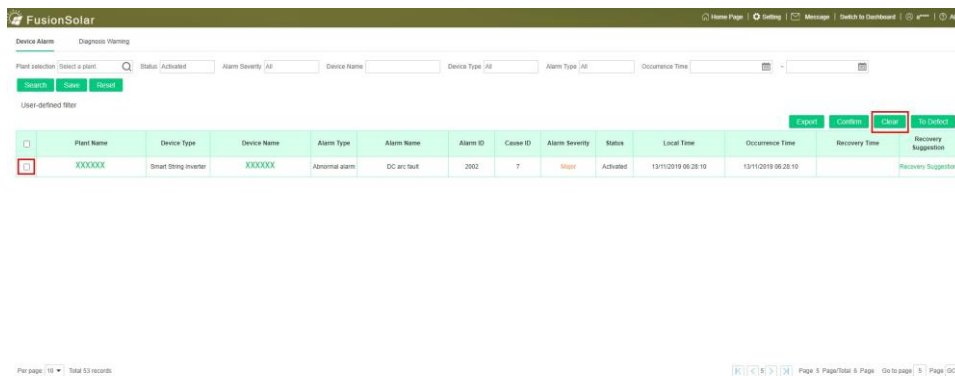 FusionSolar
Home Page | Setting | Message | Switch to Dashboard | a**** |
Device Alarm Diagnosis Warning
Plant selection Select a plant. Status Activated Alarm Severity All Device Name Device Type All Alarm Type All Occurrence Time -
Search Save Reset
User-defined filter
Export Confirm Clear To Defect
Plant Name Device Type Device Name Alarm Type Alarm Name Alarm ID Cause ID Alarm Severity Status Local Time Occurrence Time Recovery Time Recovery Suggestion
XXXXXX Smart String inverter XXXXXX Abnormal alarm DC arc fault 2002 7 Major Activated 13/11/2019 06:28:10 13/11/2019 06:28:10 Recovery Suggestion
Per page: 10 Total 53 records 5 Page 5 Page/Total 6 Page Go to page 5 Page GO